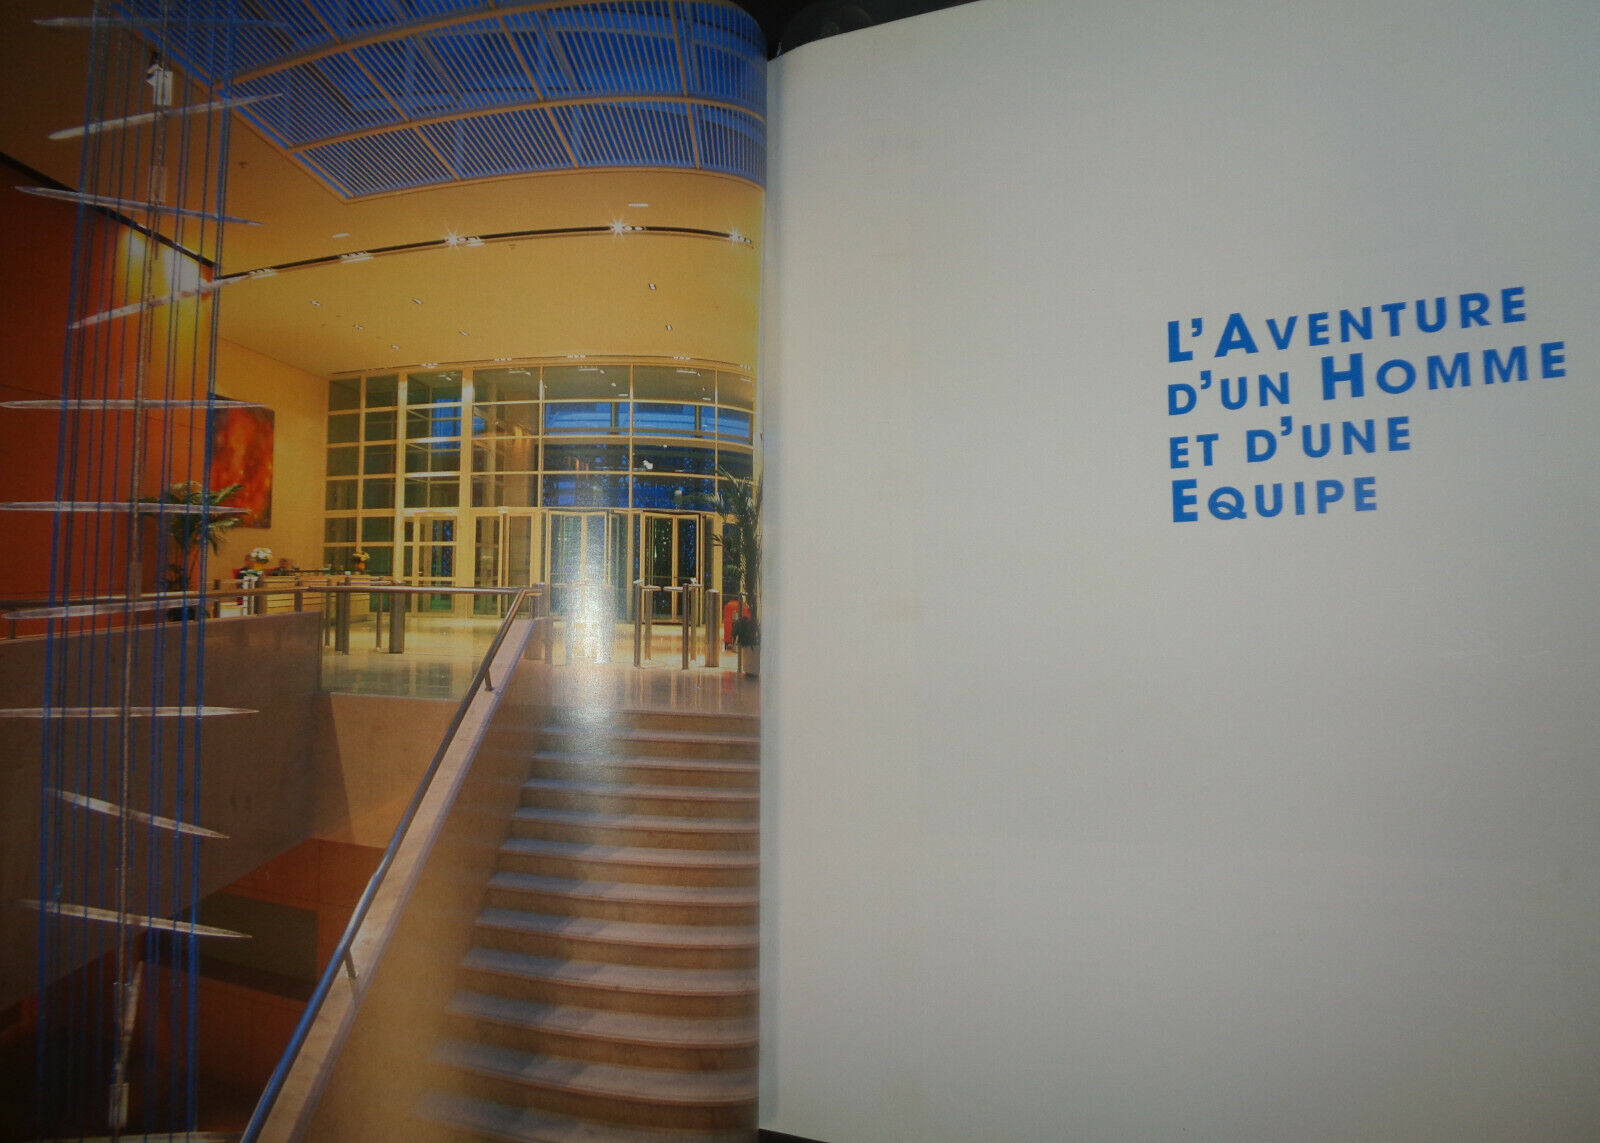 L'AVENTURE
D'UN HOMME
ET D'UNE
EQUIPE